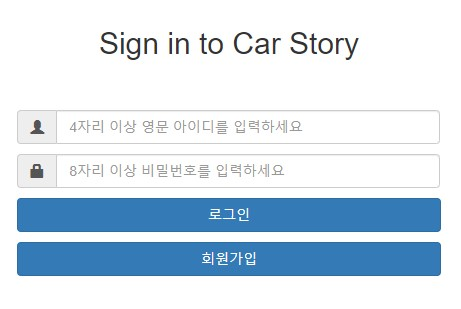 Sign in to Car Story
4자리 이상 영문 아이디를 입력하세요
8자리 이상 비밀번호를 입력하세요
로그인
회원가입